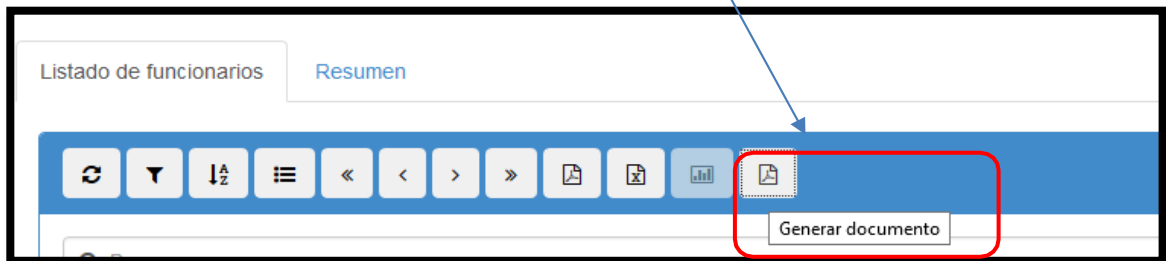 Listado de funcionarios
Resumen
Generar documento